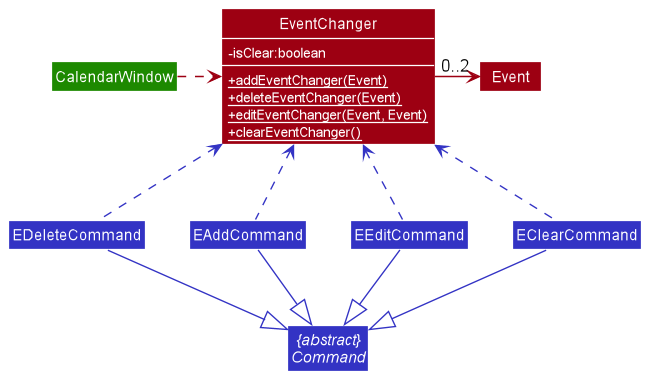 EventChanger
-isClear:boolean
CalendarWindow
+addEventChanger(Event)
+deleteEventChanger(Event)
+editEventChanger(Event, Event)
+clearEventChanger()
0..2
Event
EDeleteCommand
EAddCommand
EEditCommand
EClearCommand
{abstract}
Command